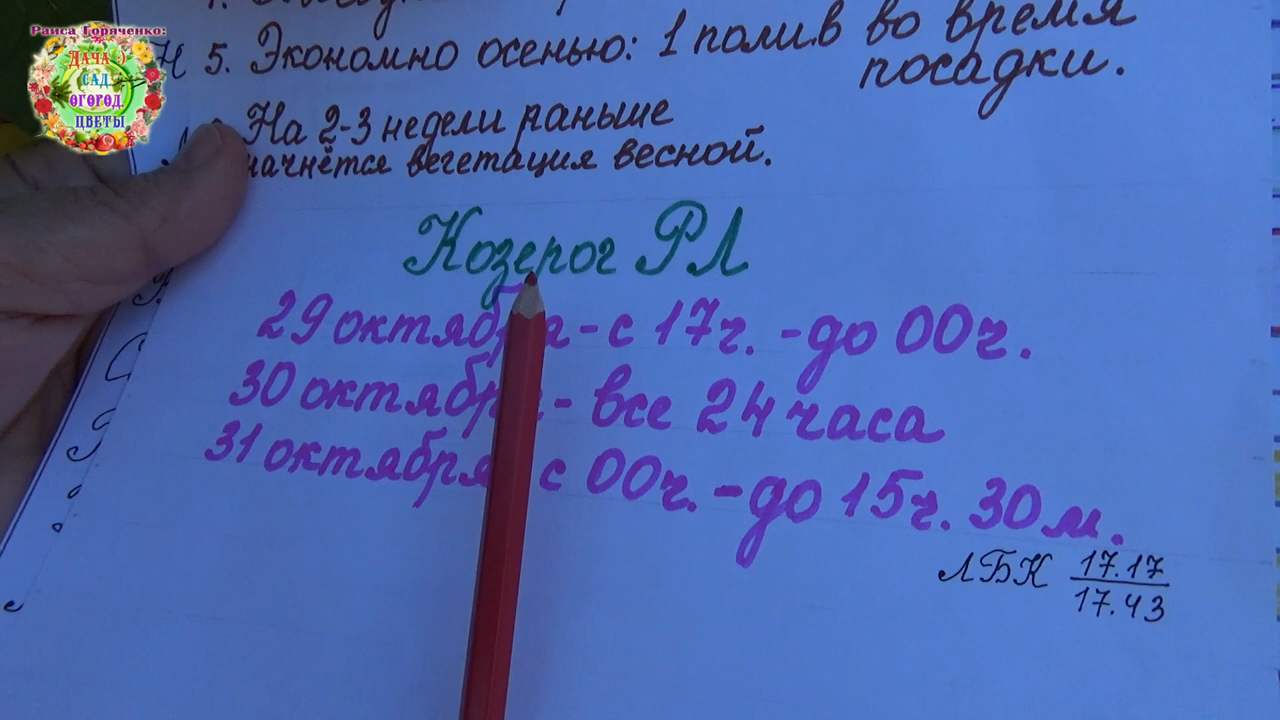 Раиса Горяченко:
ДАЧА
САД,
ОГОРОД,
ЦВЕТЫ
5. Экономно осенью: 1 полив во время
посадки.
На 2-3 недели раньше
начнётся вегетация весной.
Козерог РЛ
29 октября - с 17ч. - до 00ч.
30 октября - все 24 часа
31 октября с 00ч. - до 15ч. 30м.
ЛБК 17.17
17.43